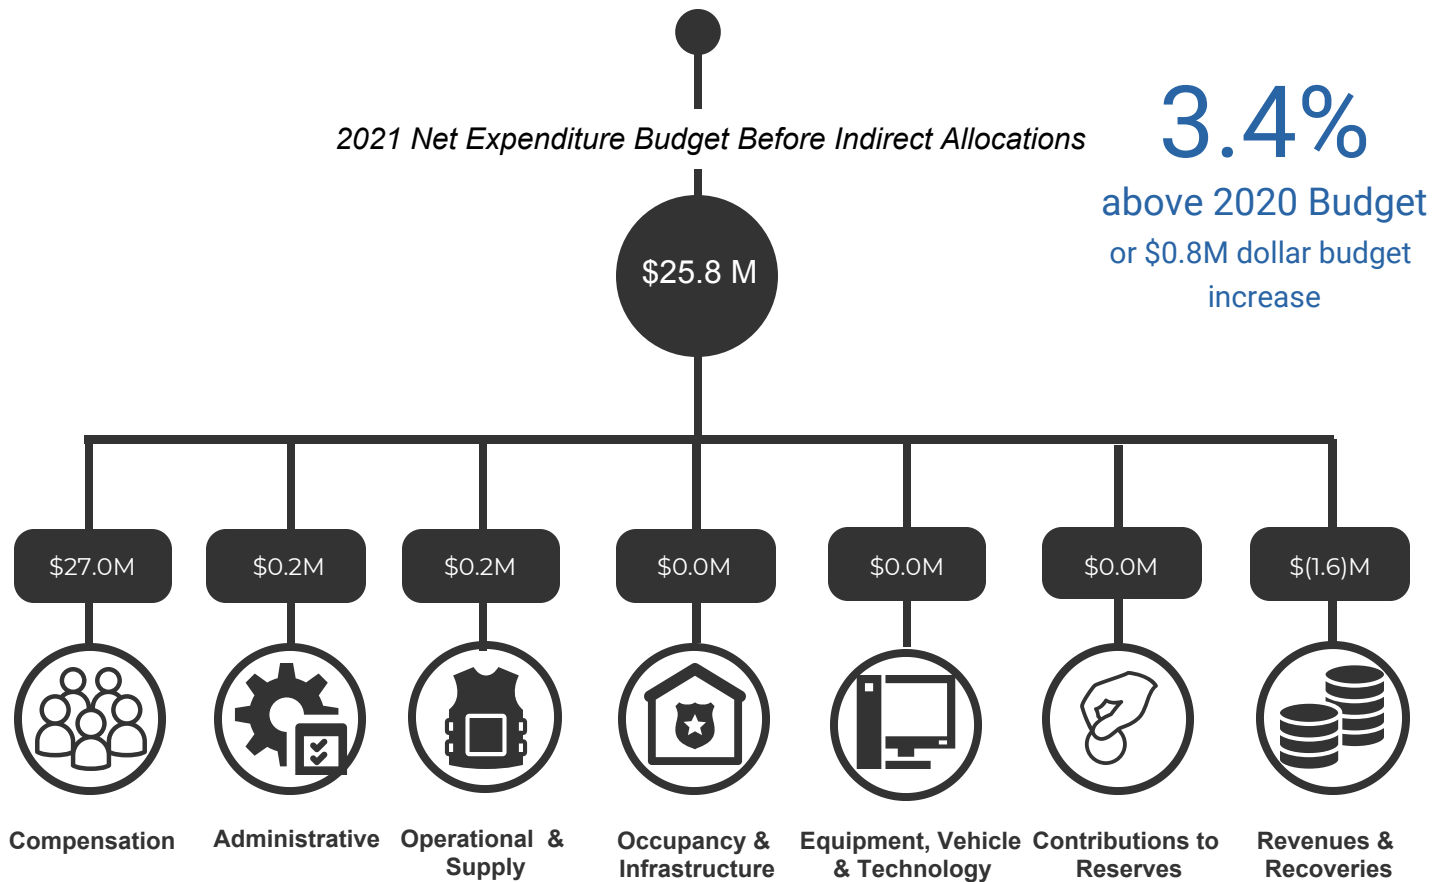 2021 Net Expenditure Budget Before Indirect Allocations
3.4%
above 2020 Budget
or $0.8M dollar budget
increase
$25.8 M
$27.0M
$0.2M
$0.2M
$0.0M
$0.0M
$0.0M
$(1.6)M
Compensation
Administrative
Operational &
Supply
Occupancy &
Infrastructure
Equipment, Vehicle
& Technology
Contributions to
Reserves
Revenues &
Recoveries